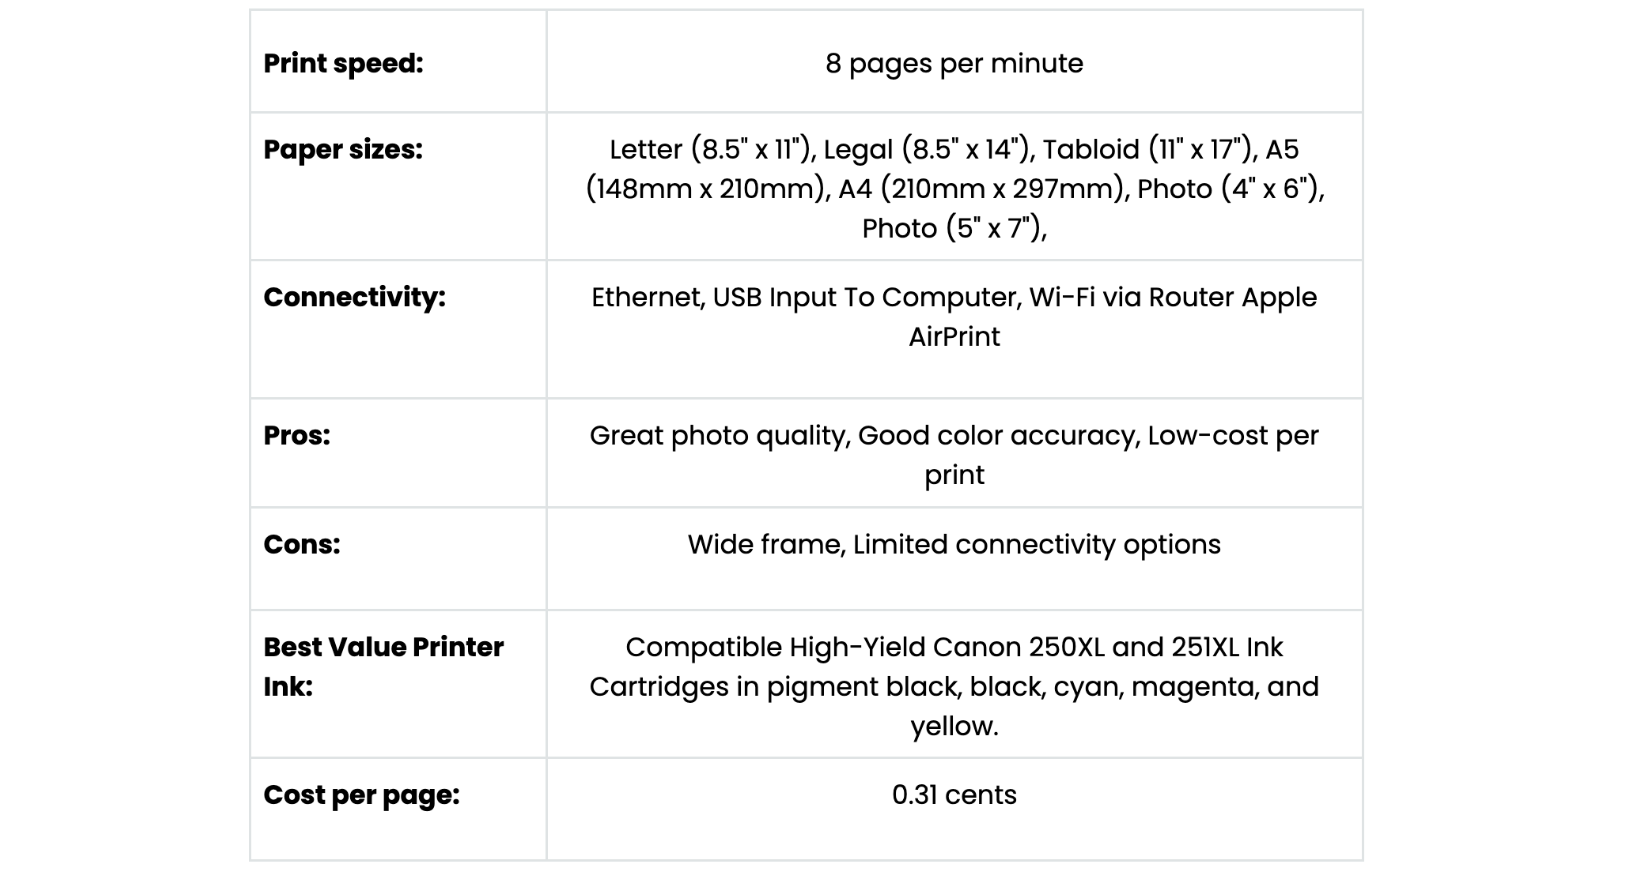 Print speed:
8 pages per minute
Paper sizes:
Letter (8.5" x 11"), Legal (8.5" x 14"), Tabloid (11" x 17"), A5
(148mm x 210mm), A4 (210mm x 297mm), Photo (4" x 6"),
Photo (5" x 7"),
Connectivity:
Ethernet, USB Input To Computer, Wi-Fi via Router Apple
AirPrint
Pros:
Great photo quality, Good color accuracy, Low-cost per
print
Cons:
Wide frame, Limited connectivity options
Best Value Printer
Ink:
Compatible High-Yield Canon 250XL and 251XL Ink
Cartridges in pigment black, black, cyan, magenta, and
yellow.
Cost per page:
0.31 cents